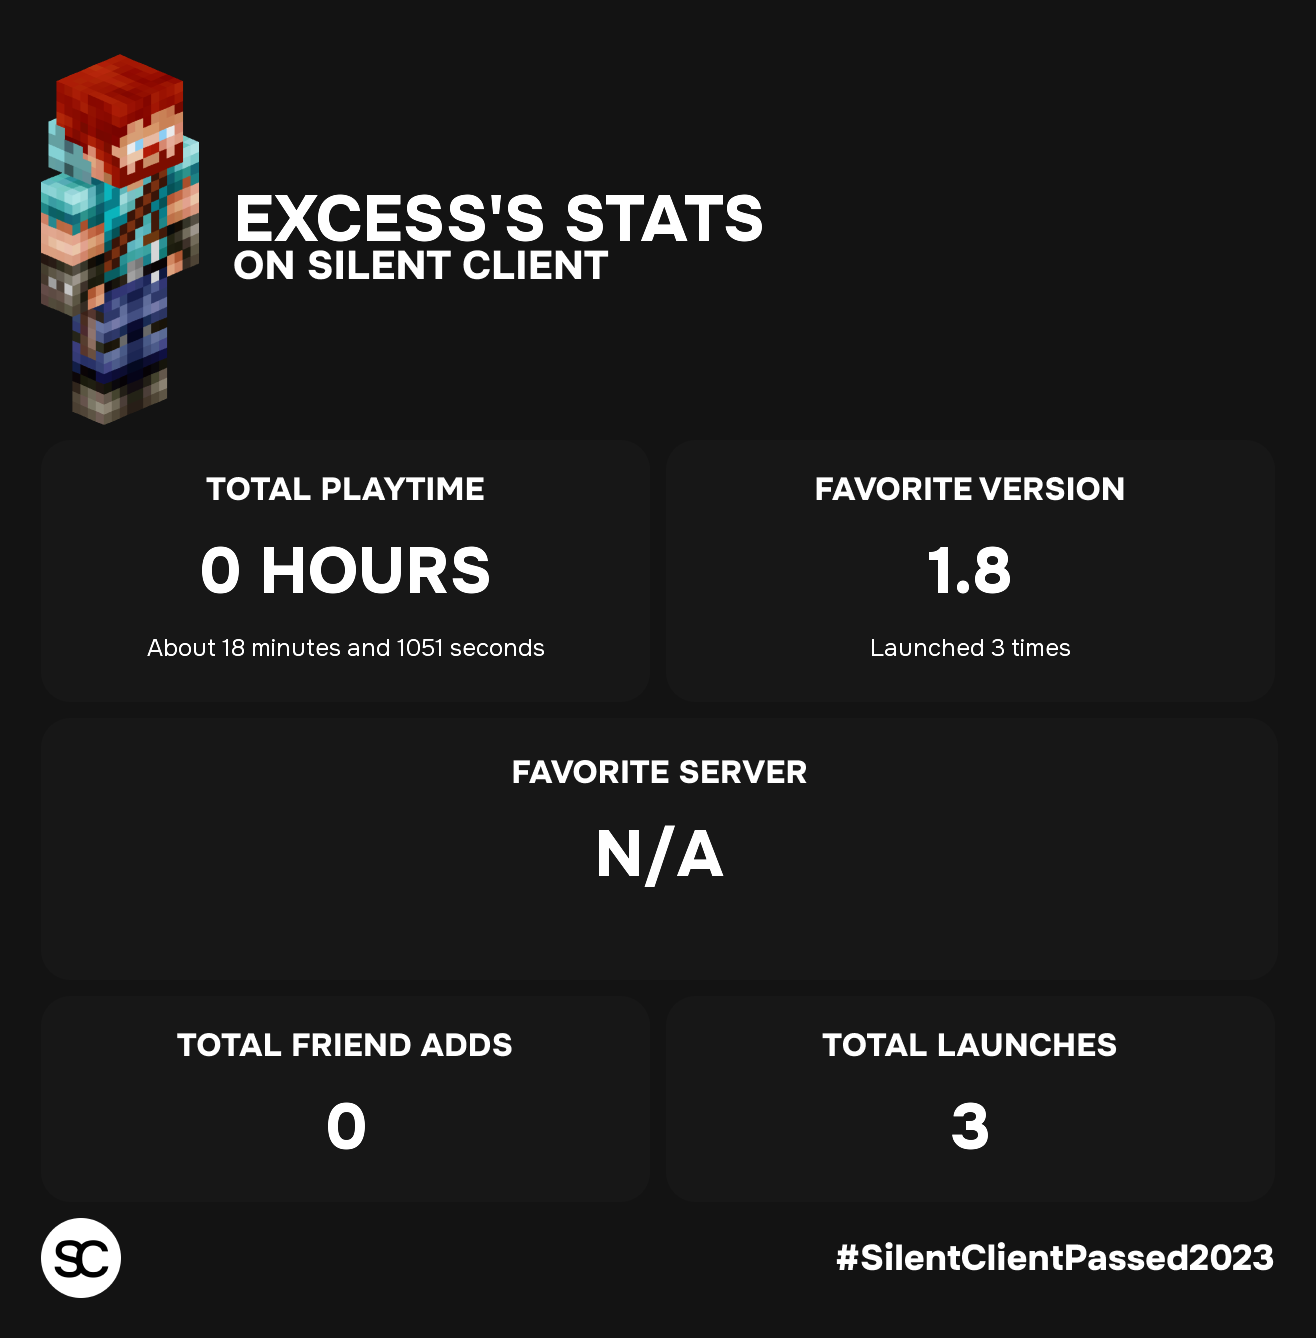 EXCESS'S STATS
ON SILENT CLIENT
TOTAL PLAYTIME
0 HOURS
About 18 minutes and 1051 seconds
FAVORITE VERSION
1.8
Launched 3 times
FAVORITE SERVER
N/A
TOTAL FRIEND ADDS
0
TOTAL LAUNCHES
3
SC
#SilentClientPassed2023